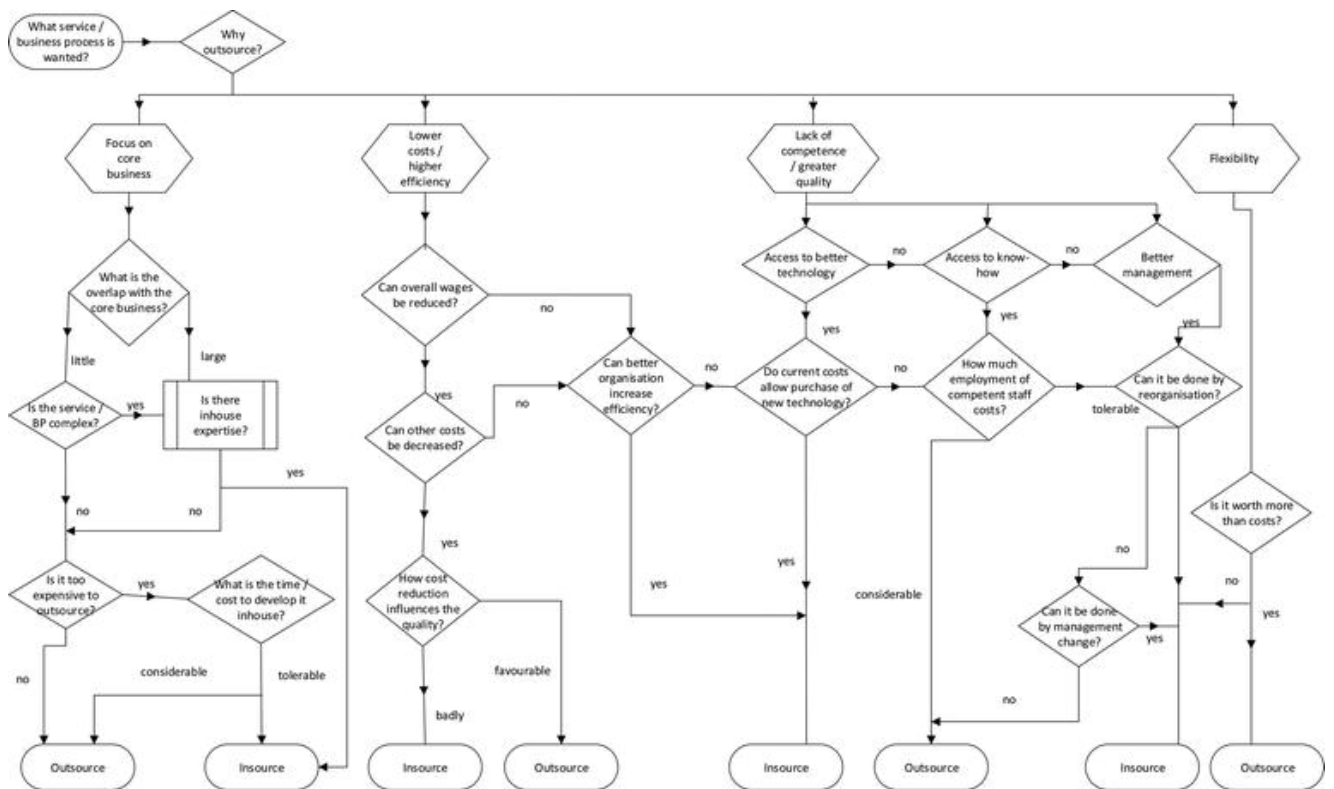 What service /
business process is
wanted?
Why
outsource?
Focus on
core
business
Lower
costs /
higher
efficiency
Lack of
competence
/ greater
quality
Flexibility
What is the
overlap with the
core business?
little
large
Can overall wages
be reduced?
no
yes
Access to better
technology
no
Access to know-
how
no
Better
management
yes
yes
yes
Is the service /
BP complex?
yes
Is there
inhouse
expertise?
no
no
yes
Can other costs
be decreased?
no
yes
Can better
organisation
increase
efficiency?
no
yes
Do current costs
allow purchase of
new technology?
no
yes
How much
employment of
competent staff
costs?
tolerable
considerable
Can it be done by
reorganisation?
no
Is it worth more
than costs?
no
yes
Is it too
expensive to
outsource?
yes
no
What is the time /
cost to develop it
inhouse?
considerable
tolerable
How cost
reduction
influences the
quality?
badly
favourable
Can it be done
by management
change?
yes
no
Outsource
Insource
Insource
Outsource
Insource
Outsource
Insource
Outsource